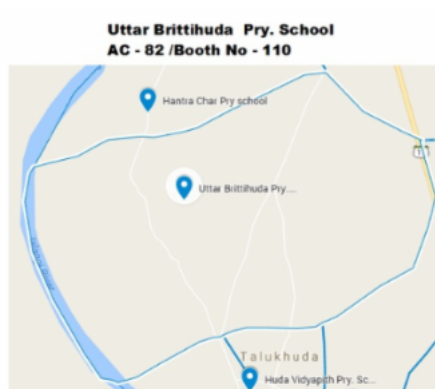 Uttar Brittihuda Pry. School
AC - 82 /Booth No - 110
Hantra Char Pry school
Uttar Brittihuda Pry....
Talukhuda
Huda Vidyapith Pry. Sc...